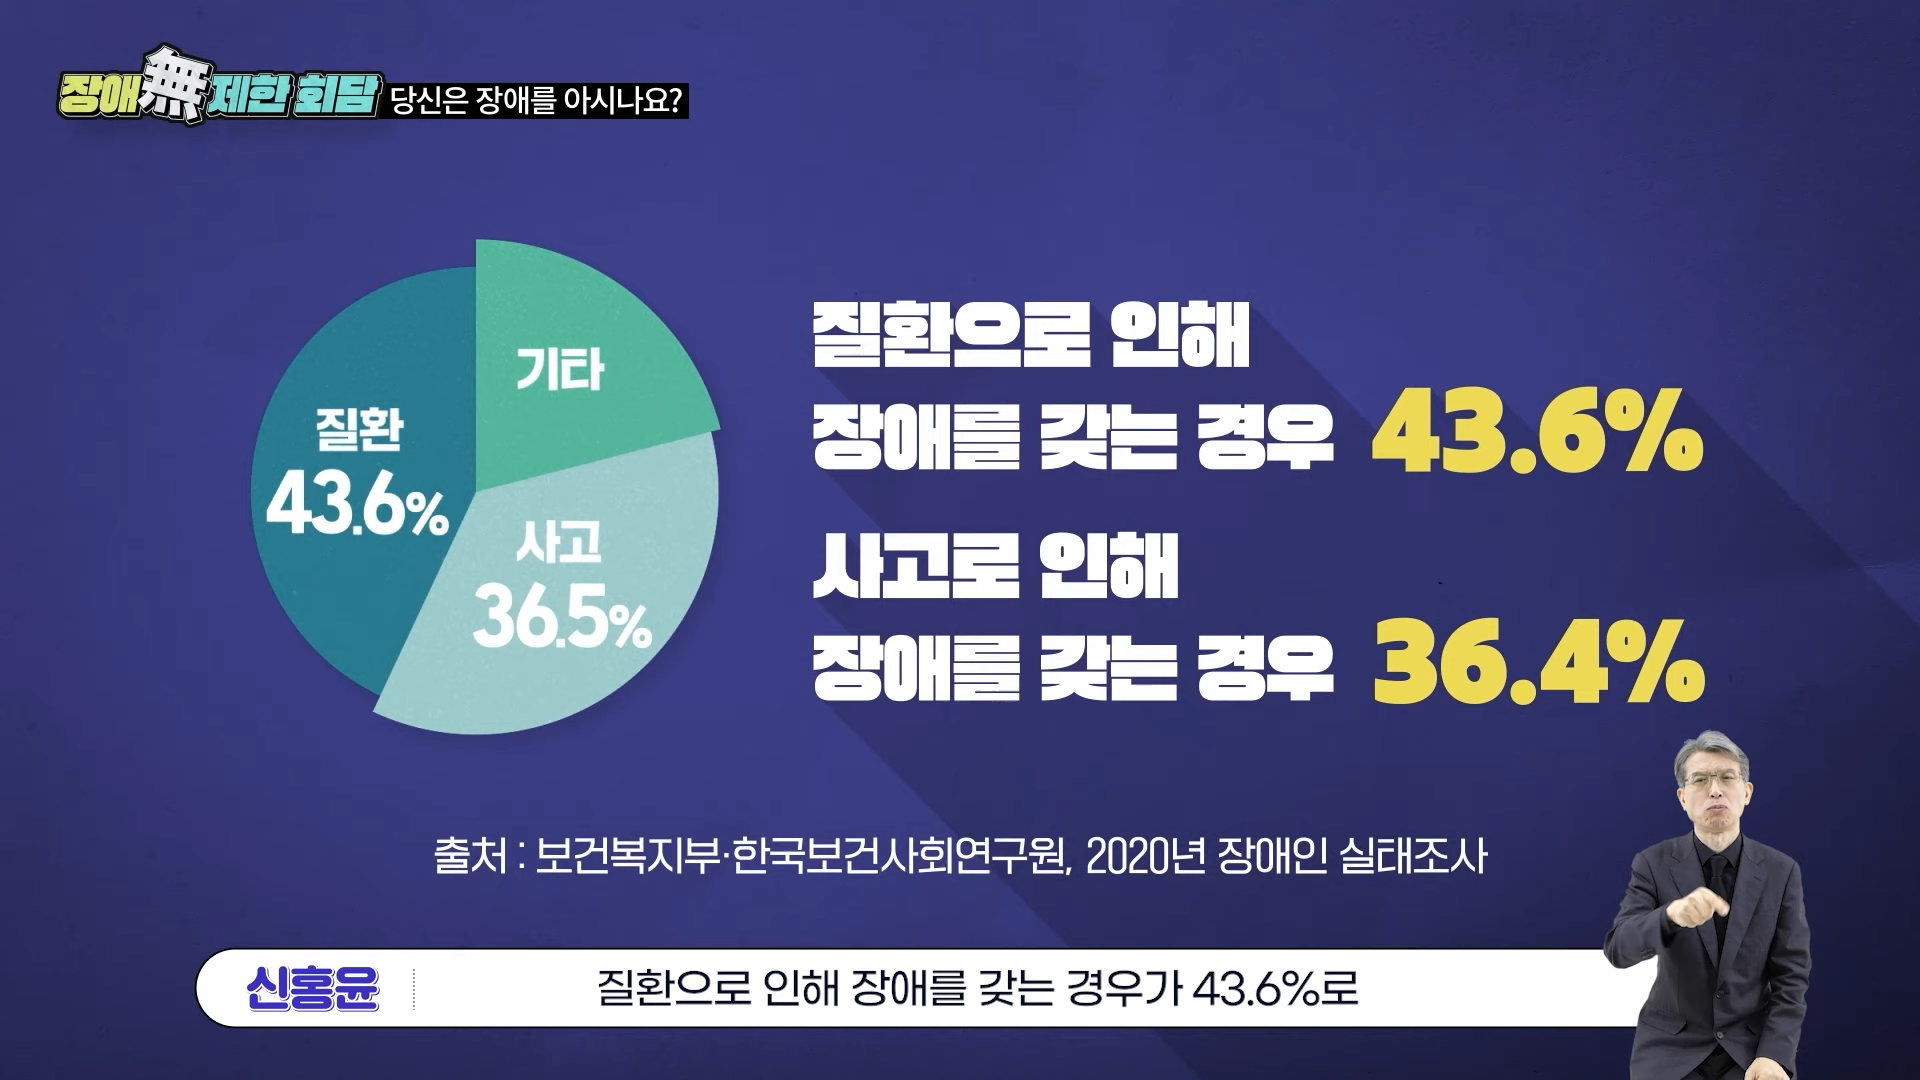 장애無제한 회담 당신은 장애를 아시나요?
기타
질환
43.6%
사고
36.5%
질환으로 인해
장애를 갖는 경우 43.6%
사고로 인해
장애를 갖는 경우 36.4%
출처 : 보건복지부·한국보건사회연구원, 2020년 장애인 실태조사
신홍윤 질환으로 인해 장애를 갖는 경우가 43.6%로